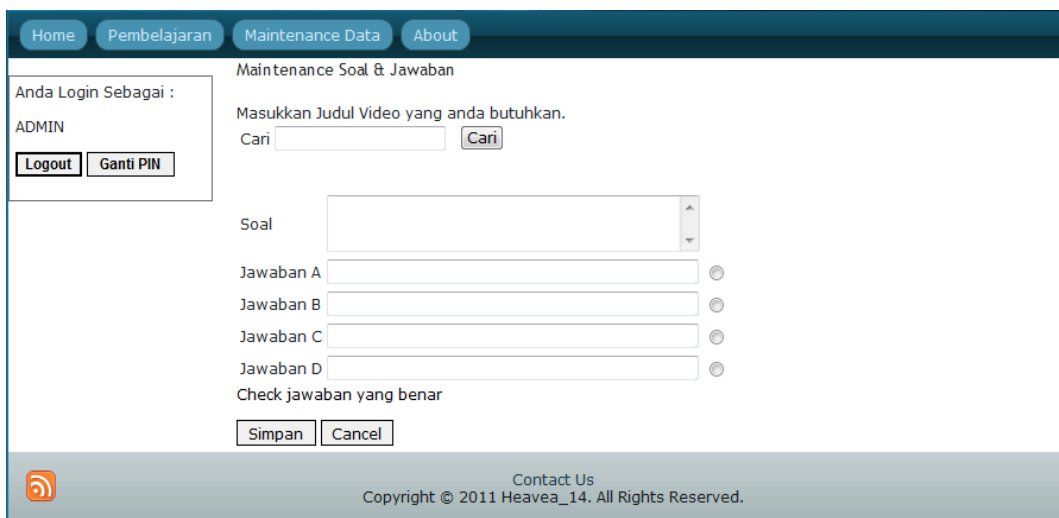 Home Pembelajaran Maintenance Data About
Anda Login Sebagai :
ADMIN
Logout Ganti PIN
Maintenance Soal & Jawaban
Masukkan Judul Video yang anda butuhkan.
Cari Cari
Soal
Jawaban A
Jawaban B
Jawaban C
Jawaban D
Check jawaban yang benar
Simpan Cancel
Contact Us
Copyright © 2011 Heavea_14. All Rights Reserved.